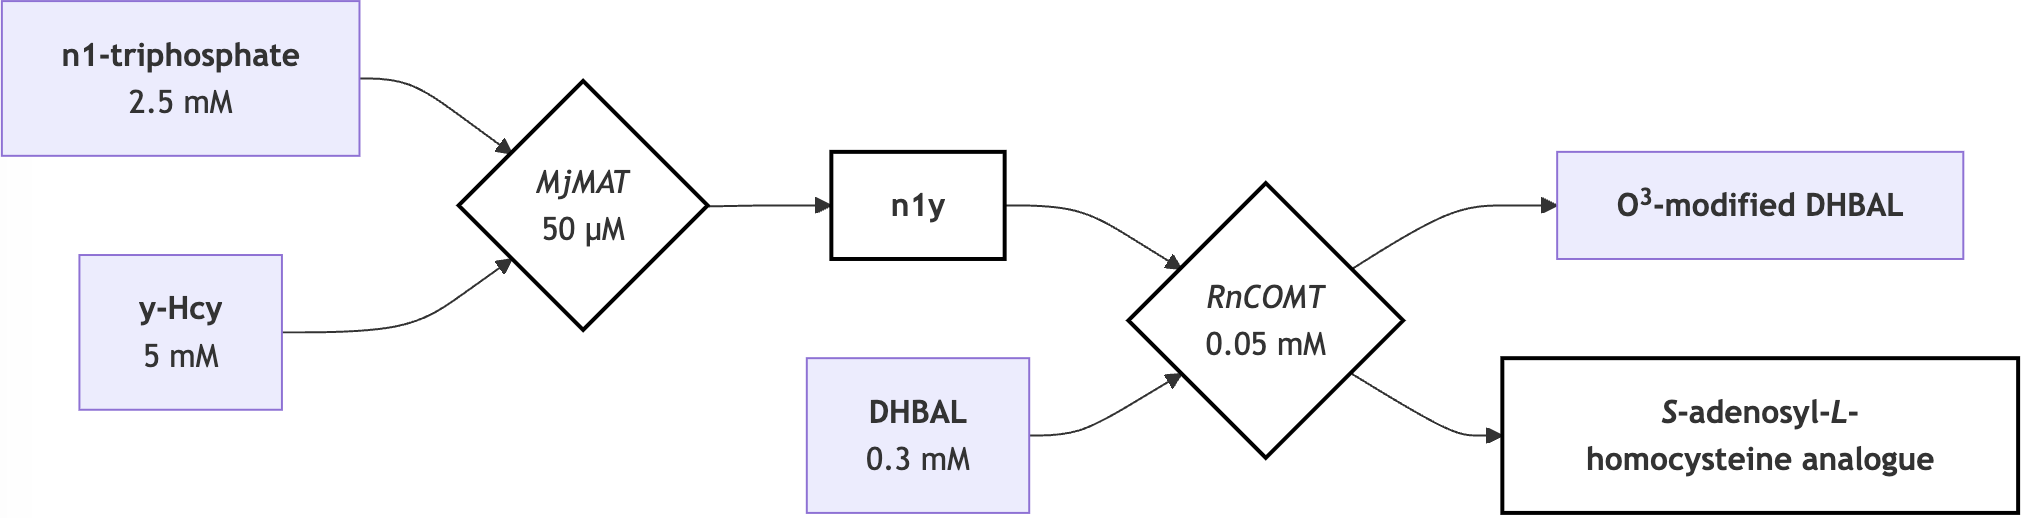 n1-triphosphate
2.5 mM
y-Hcy
5 mM
MjMAT
50 µM
n1y
DHBAL
0.3 mM
RnCOMT
0.05 mM
O³-modified DHBAL
S-adenosyl-L-
homocysteine analogue